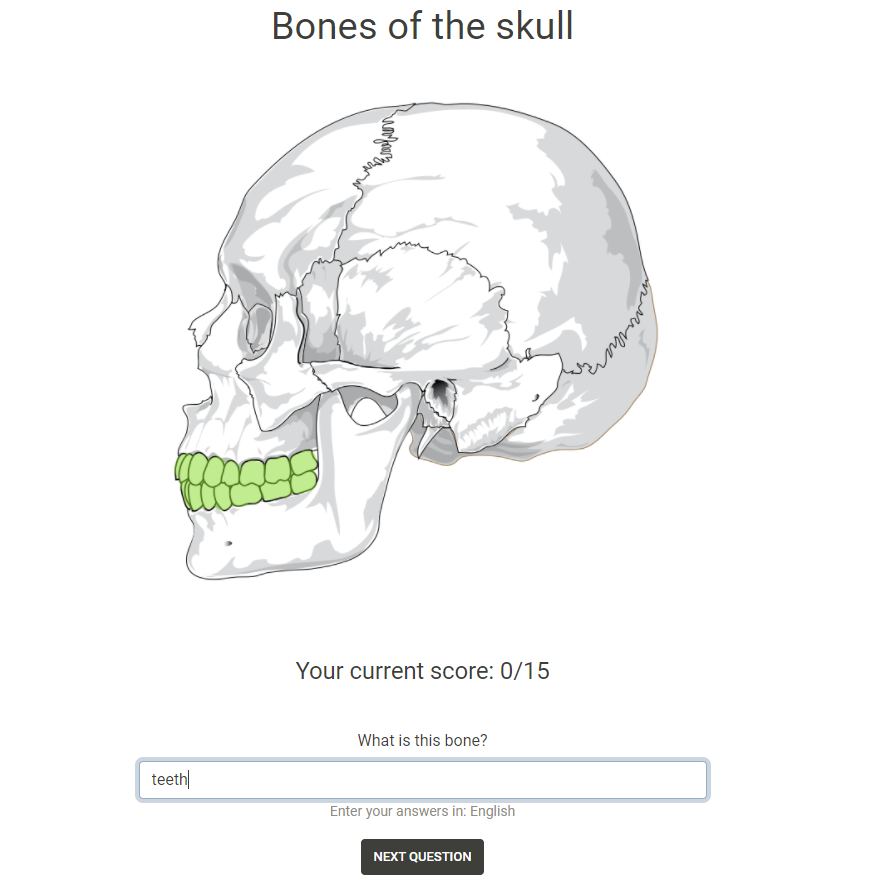 Bones of the skull
Your current score: 0/15
What is this bone?
teeth
Enter your answers in: English
NEXT QUESTION